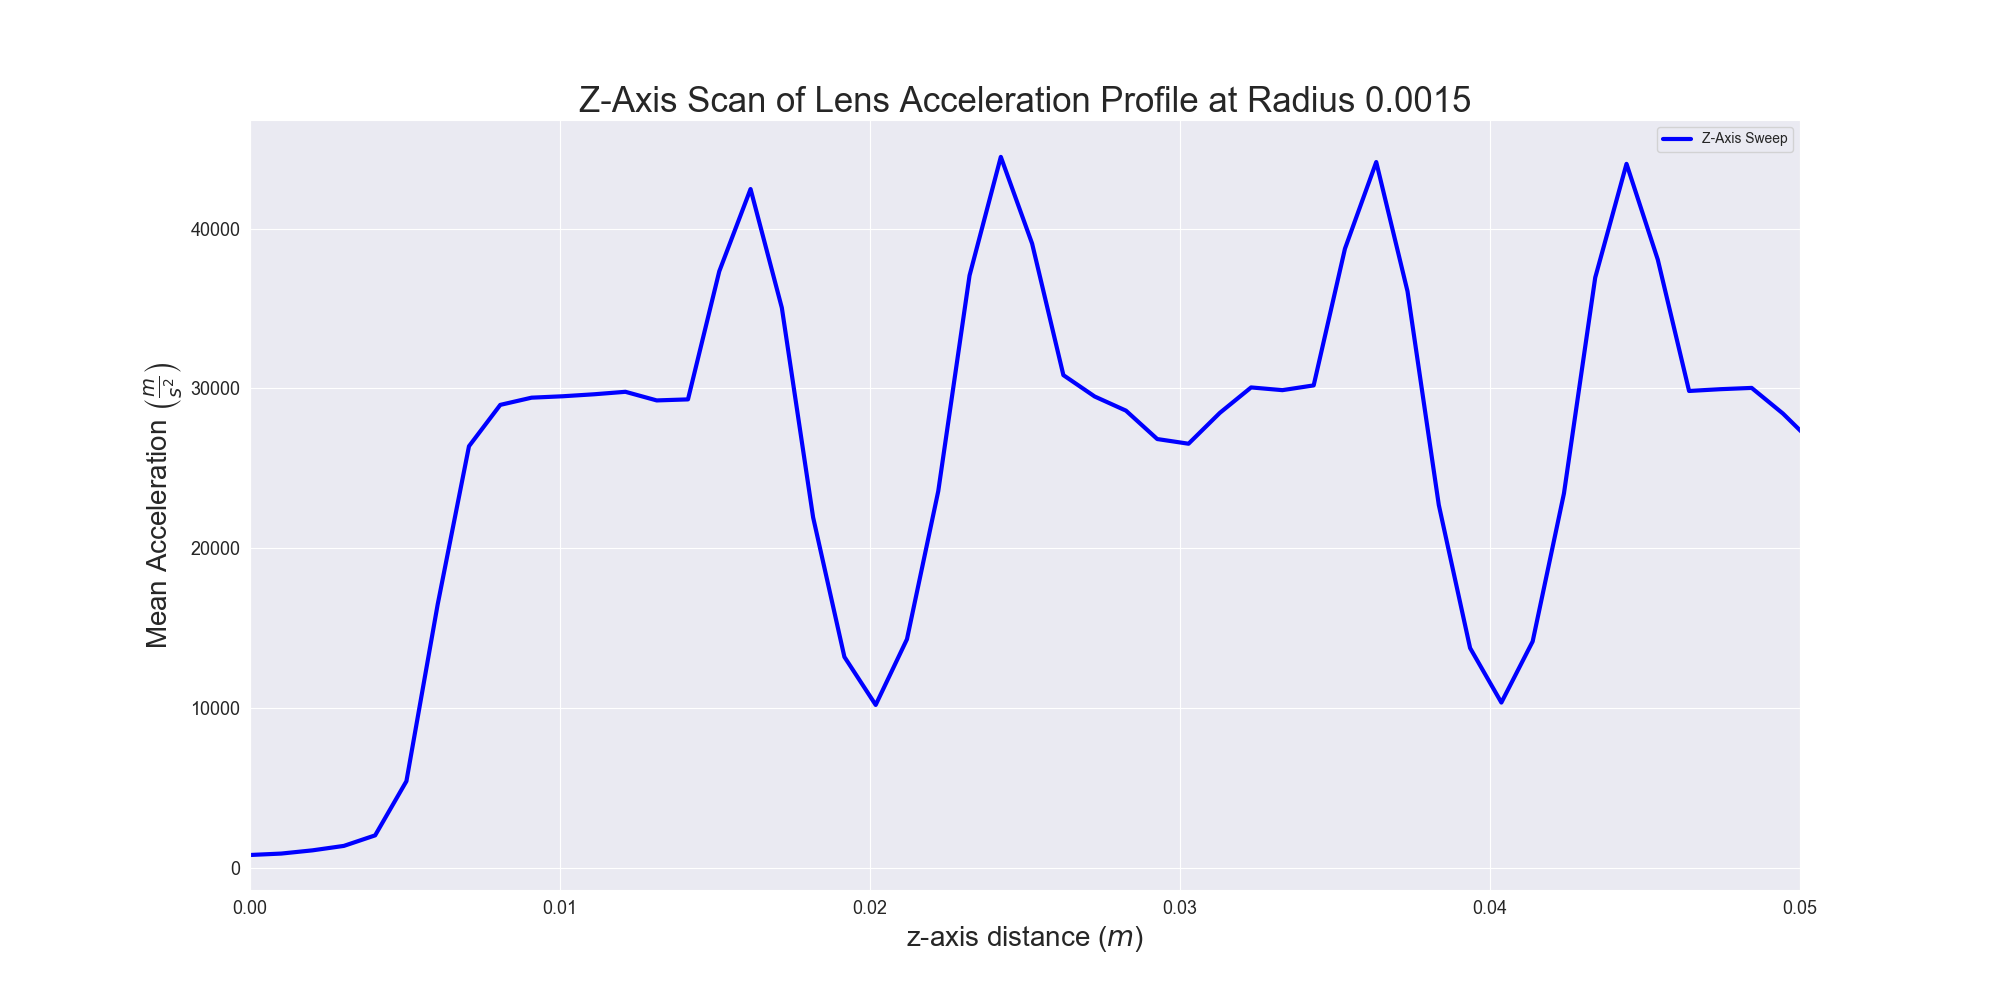 Z-Axis Scan of Lens Acceleration Profile at Radius 0.0015
Z-Axis Sweep
Mean Acceleration (m/s²)
40000
30000
20000
10000
0
0.00 0.01 0.02 0.03 0.04 0.05
z-axis distance (m)